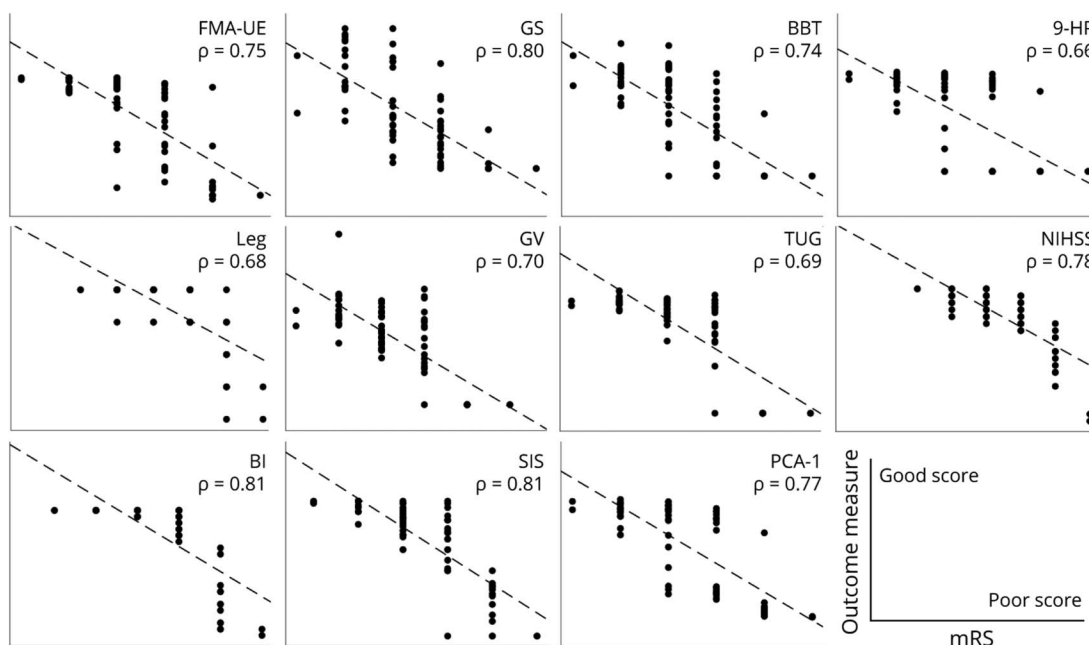 FMA-UE
ρ = 0.75
GS
ρ = 0.80
BBT
ρ = 0.74
9-HP
ρ = 0.66
Leg
ρ = 0.68
GV
ρ = 0.70
TUG
ρ = 0.69
NIHSS
ρ = 0.78
BI
ρ = 0.81
SIS
ρ = 0.81
PCA-1
ρ = 0.77
Outcome measure
Good score
Poor score
mRS